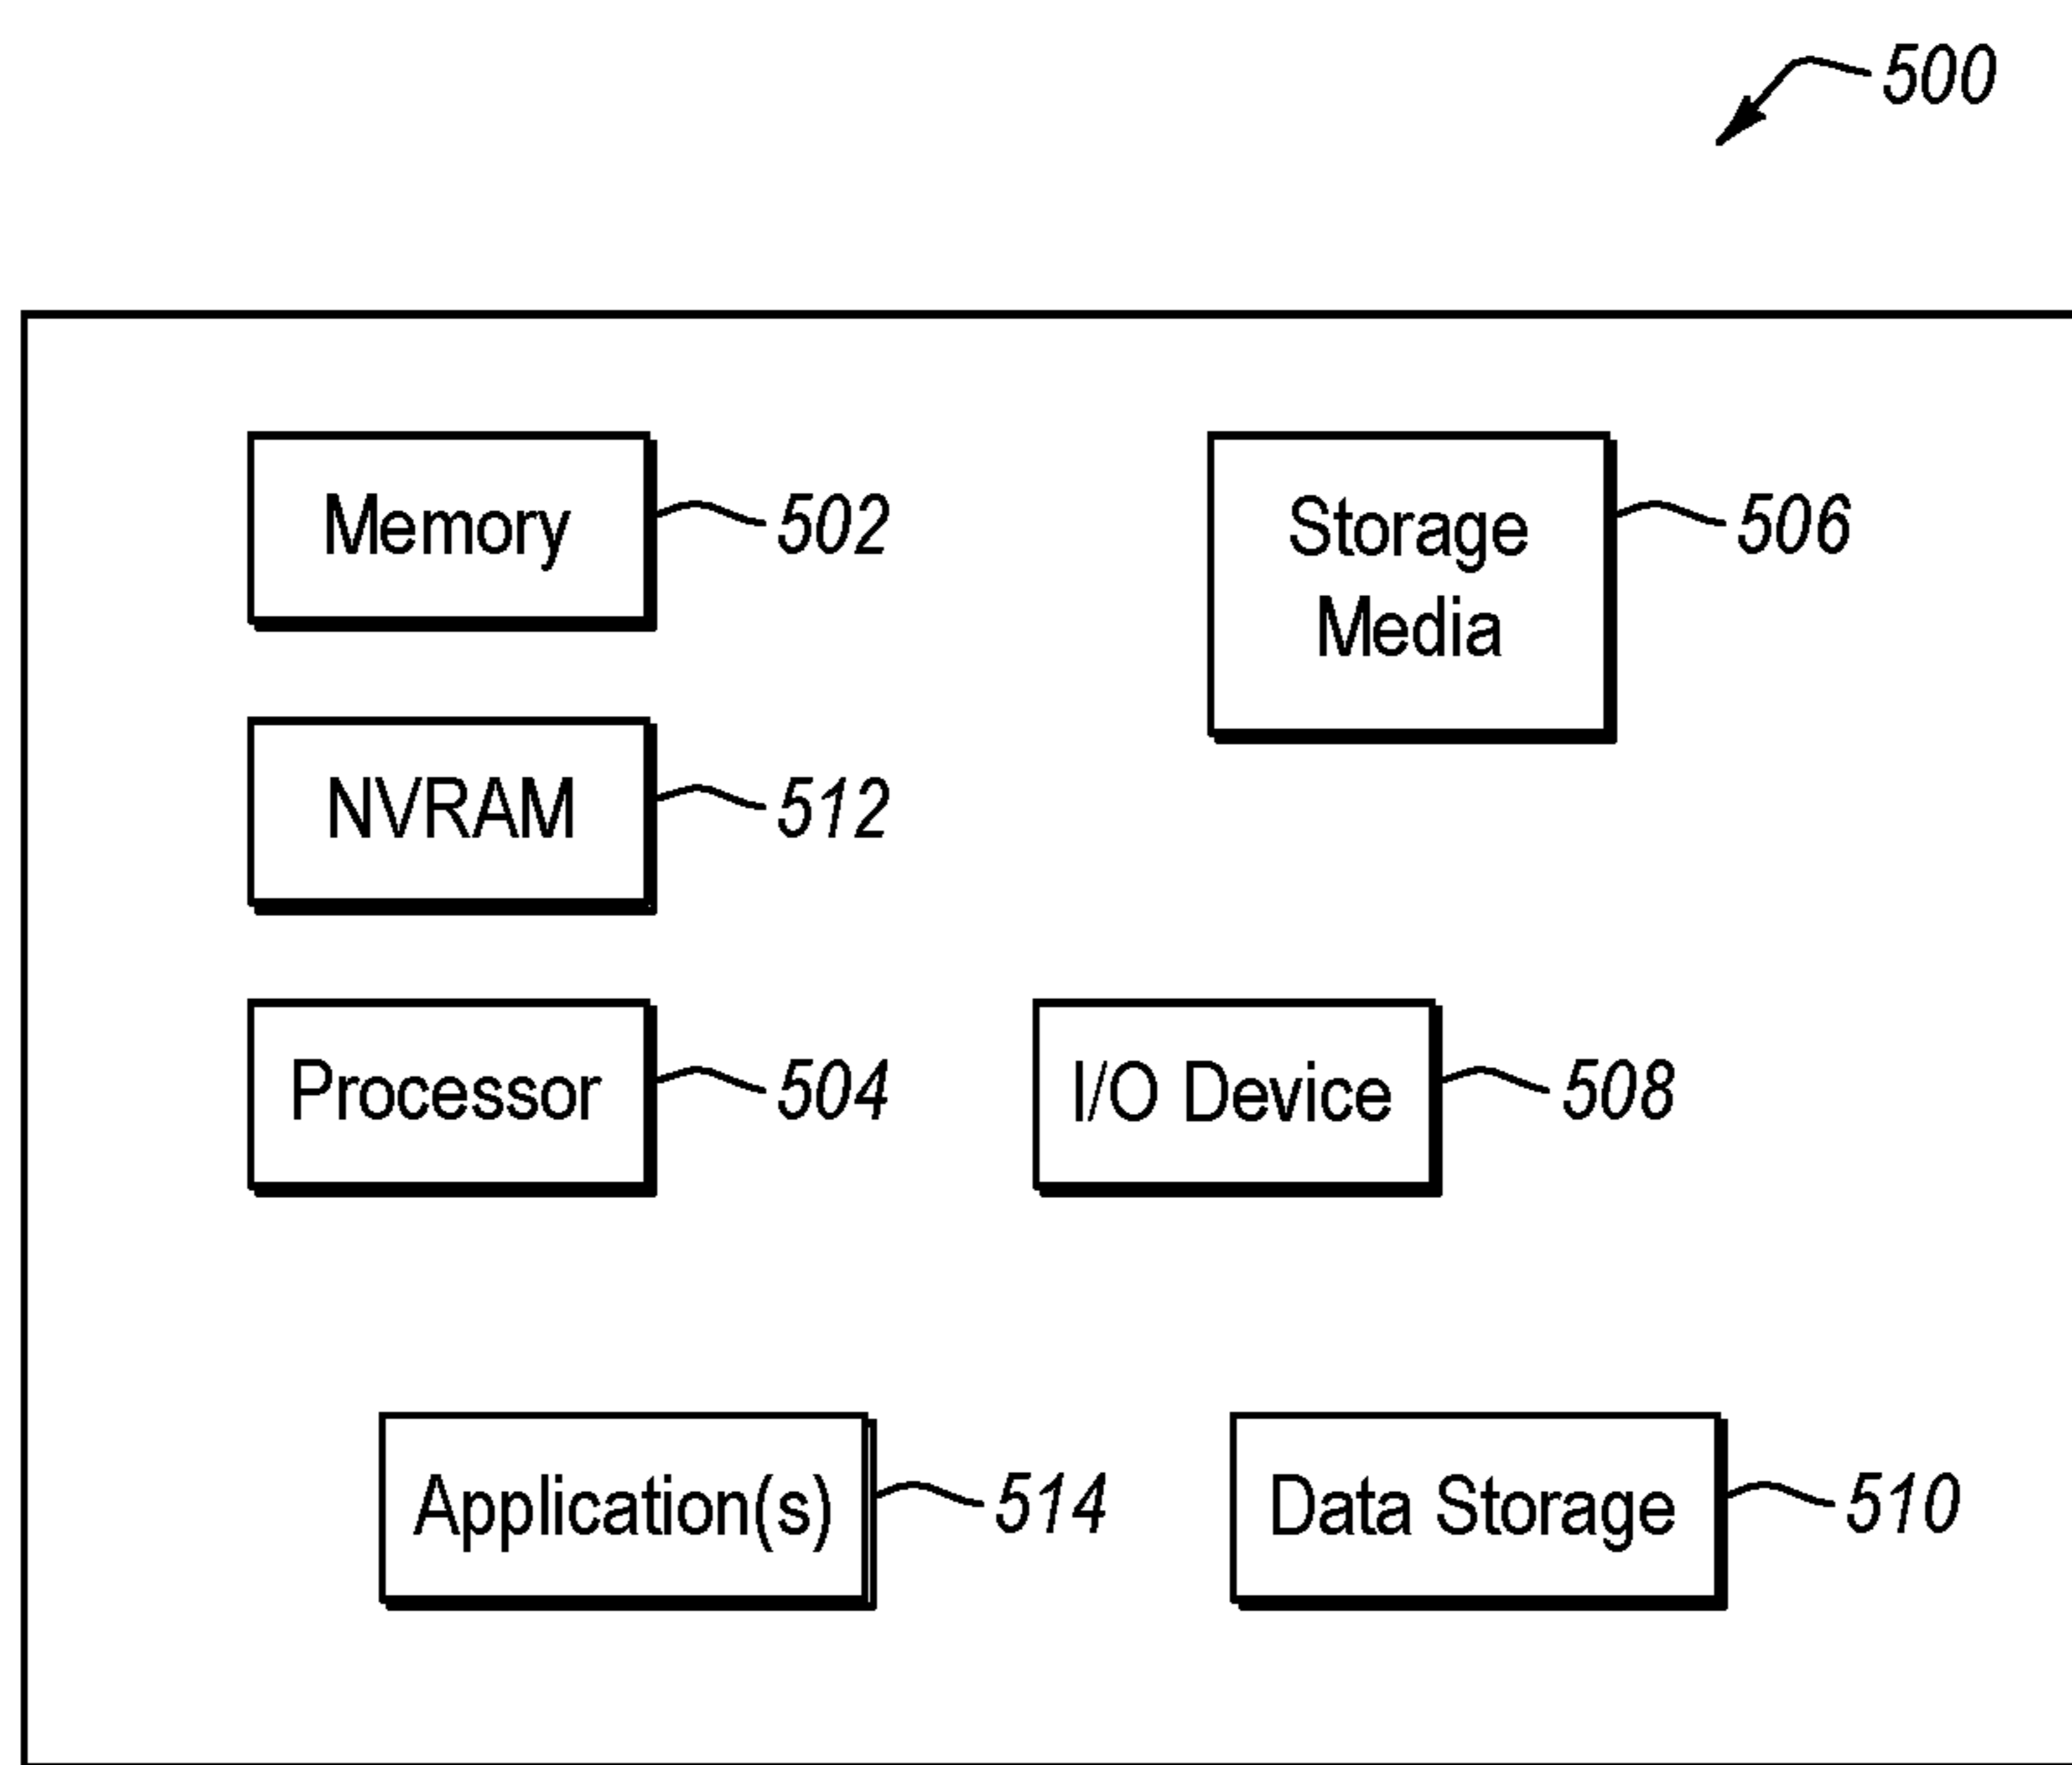 500
Memory 502
Storage 506
Media
NVRAM 512
Processor 504
I/O Device 508
Application(s) 514
Data Storage 510